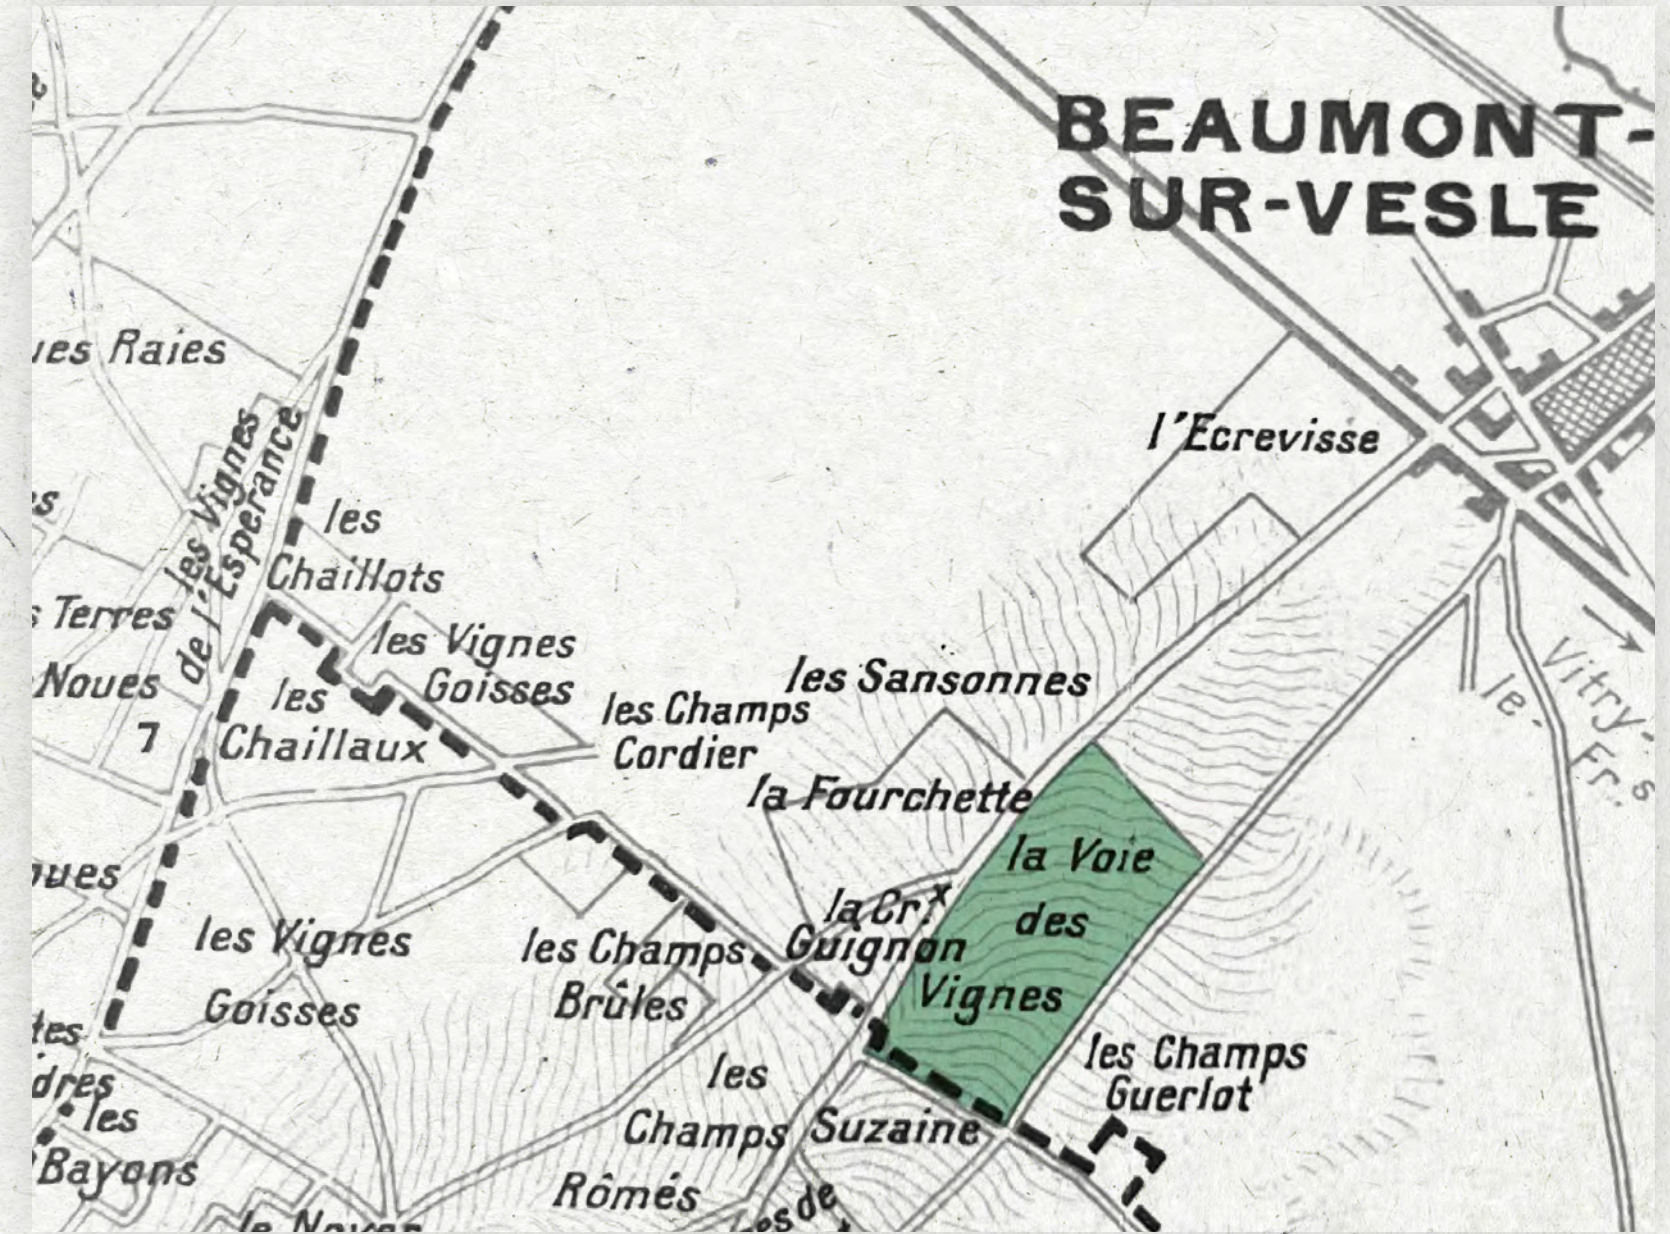 BEAUMONT-
SUR-VESLE
Raies
l'Ecrevisse
les Vignes
de l'Espérance
les
Chaillots
Terres
les Vignes
Goisses
Noues
les
Chaillaux
7
les Sansonnes
les Champs
Cordier
la Fourchette
la Voie
des
Vignes
la Cr.x
Guignon
les Vignes
Goisses
les Champs
Brûles
les Champs
Guerlot
les
Champs
Rômés
Suzaine
les
Bayons
de
Vitry-
le-
Fr.